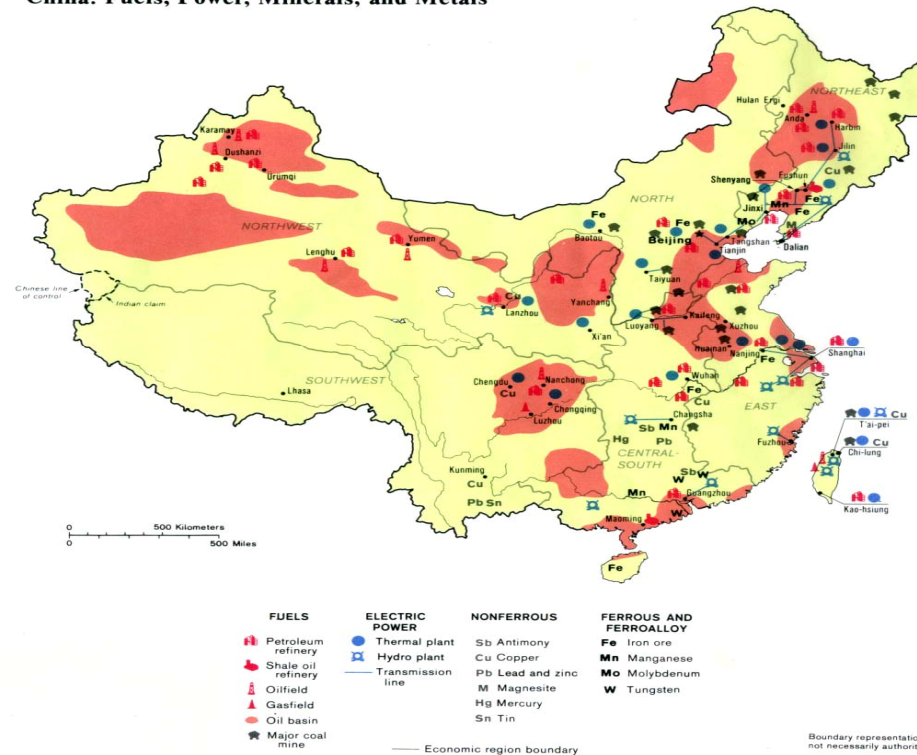 China: Fuels, Power, Minerals, and Metals
NORTHEAST
Hulan Ergi
Anda
Harbin
Karamay
Dushanzi
Urumqi
Jilin
Cu
Shenyang
Fushun
Fe
Jinxi
Mn
Fe
NORTH
Mo
M
Fe
Fe
Baotou
Beijing
Tangshan
Dalian
Tianjin
NORTHWEST
Yumen
Lenghu
Taiyuan
Chinese line
of control
Indian claim
Cu
Lanzhou
Yanchang
Kaifeng
Luoyang
Xuzhou
Xi'an
Huainan
Nanjing
Fe
Shanghai
SOUTHWEST
Chengdu
Cu
Nanchong
Wuhan
Fe
Lhasa
Chongqing
Cu
EAST
Luzhou
Changsha
Cu
T'ai-pei
Sb
Mn
Hg
Pb
Fuzhou
Cu
Chi-lung
CENTRAL-
SOUTH
Kunming
Cu
Sb
W
W
Mn
Guangzhou
Pb
Sn
Kao-hsiung
W
Maoming
0 500 Kilometers
0 500 Miles
Fe
FUELS
Petroleum
refinery
Shale oil
refinery
Oilfield
Gasfield
Oil basin
Major coal
mine
ELECTRIC
POWER
Thermal plant
Hydro plant
Transmission
line
NONFERROUS
Sb Antimony
Cu Copper
Pb Lead and zinc
M Magnesite
Hg Mercury
Sn Tin
FERROUS AND
FERROALLOY
Fe Iron ore
Mn Manganese
Mo Molybdenum
W Tungsten
Economic region boundary
Boundary
not necessarily